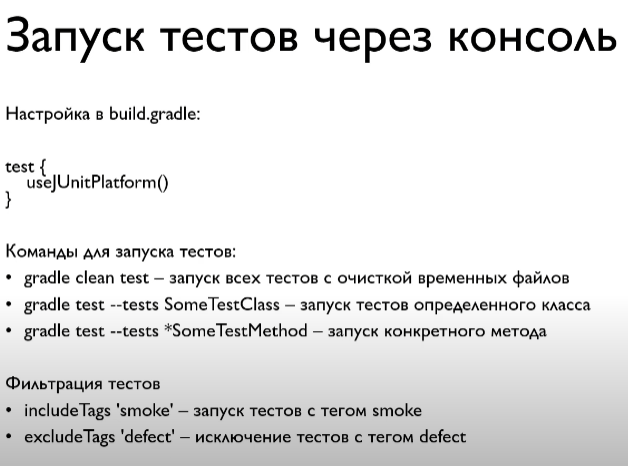 Запуск тестов через консоль
Настройка в build.gradle:
test {
useJUnitPlatform()
}
Команды для запуска тестов:
• gradle clean test – запуск всех тестов с очисткой временных файлов
• gradle test --tests SomeTestClass – запуск тестов определенного класса
• gradle test --tests *SomeTestMethod – запуск конкретного метода
Фильтрация тестов
• includeTags 'smoke' – запуск тестов с тегом smoke
• excludeTags 'defect' – исключение тестов с тегом defect